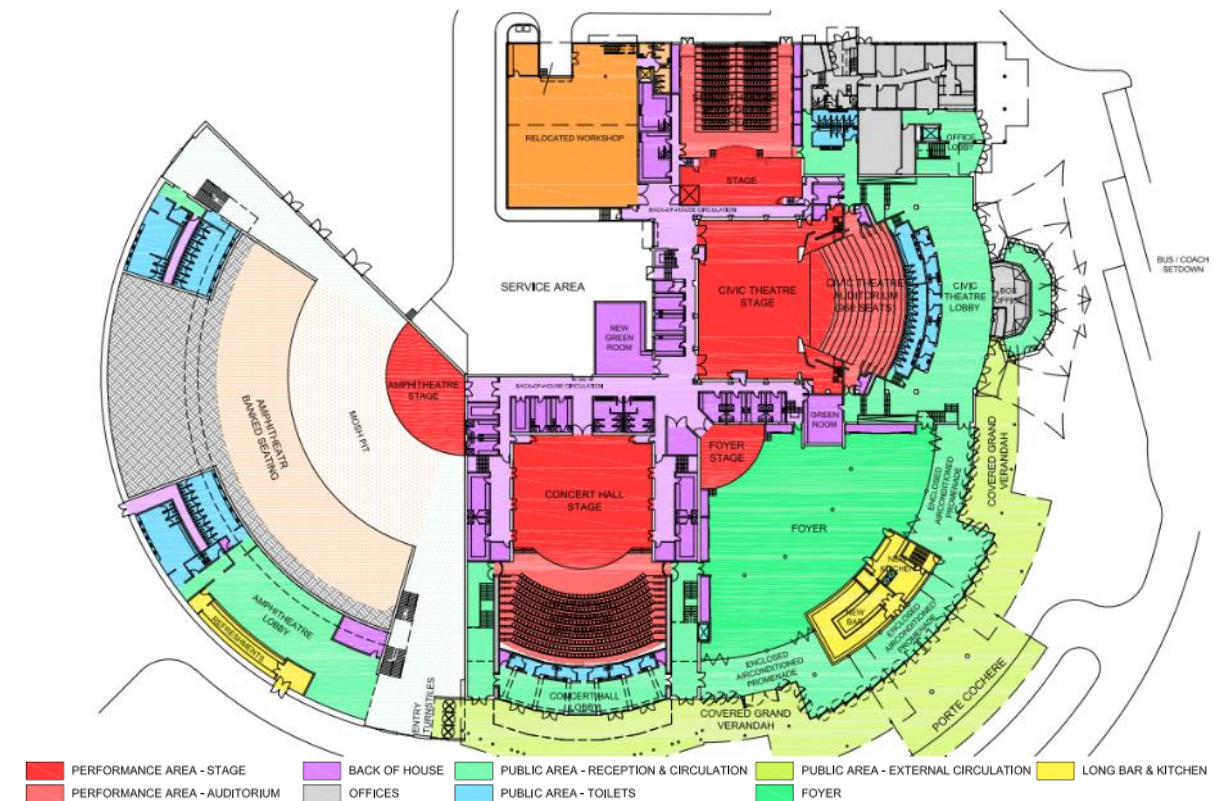 RELOCATED WORKSHOP
STAGE
OFFICE
LOBBY
BACK-OF-HOUSE CIRCULATION
BUS / COACH
SETDOWN
SERVICE AREA
CIVIC THEATRE
STAGE
CIVIC THEATRE
AUDITORIUM
SEATS
CIVIC
THEATRE
LOBBY
BOX
OFFICE
NEW
GREEN
ROOM
AMPHITHEATRE
STAGE
BACK-OF-HOUSE CIRCULATION
MOSH PIT
AMPHITHEATR
BANKED SEATING
GREEN
ROOM
FOYER
STAGE
COVERED GRAND
VERANDAH
ENCLOSED
AIRCONDITIONED
PROMENADE
CONCERT HALL
STAGE
FOYER
NEW
KITCHEN
NEW
BAR
ENCLOSED
AIRCONDITIONED
PROMENADE
AMPHITHEATRE
LOBBY
REFRESHMENTS
ENCLOSED
AIRCONDITIONED
PROMENADE
CONCERT HALL
LOBBY
ENTRY
TURNSTILES
COVERED GRAND
VERANDAH
PORTE COCHERE
PERFORMANCE AREA - STAGE
BACK OF HOUSE
PUBLIC AREA - RECEPTION & CIRCULATION
PUBLIC AREA - EXTERNAL CIRCULATION
LONG BAR & KITCHEN
PERFORMANCE AREA - AUDITORIUM
OFFICES
PUBLIC AREA - TOILETS
FOYER